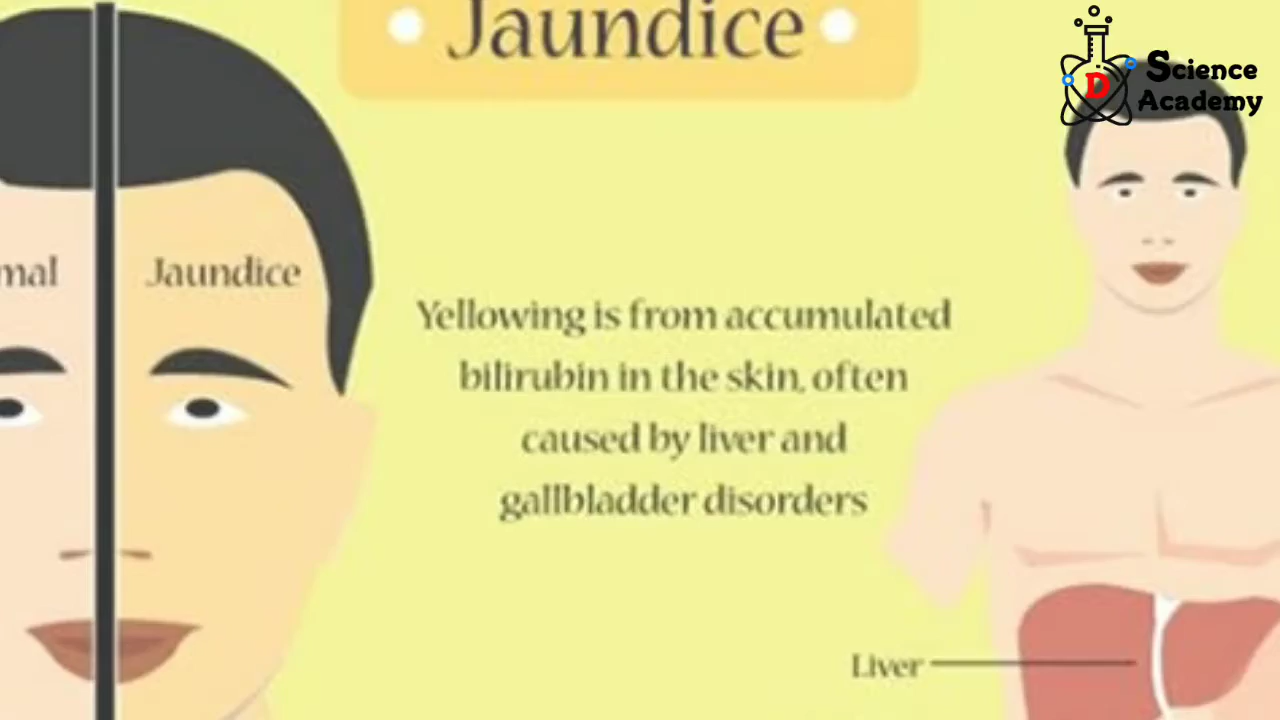 Jaundice
Science
D
Academy
mal
Jaundice
Yellowing is from accumulated
bilirubin in the skin, often
caused by liver and
gallbladder disorders
Liver